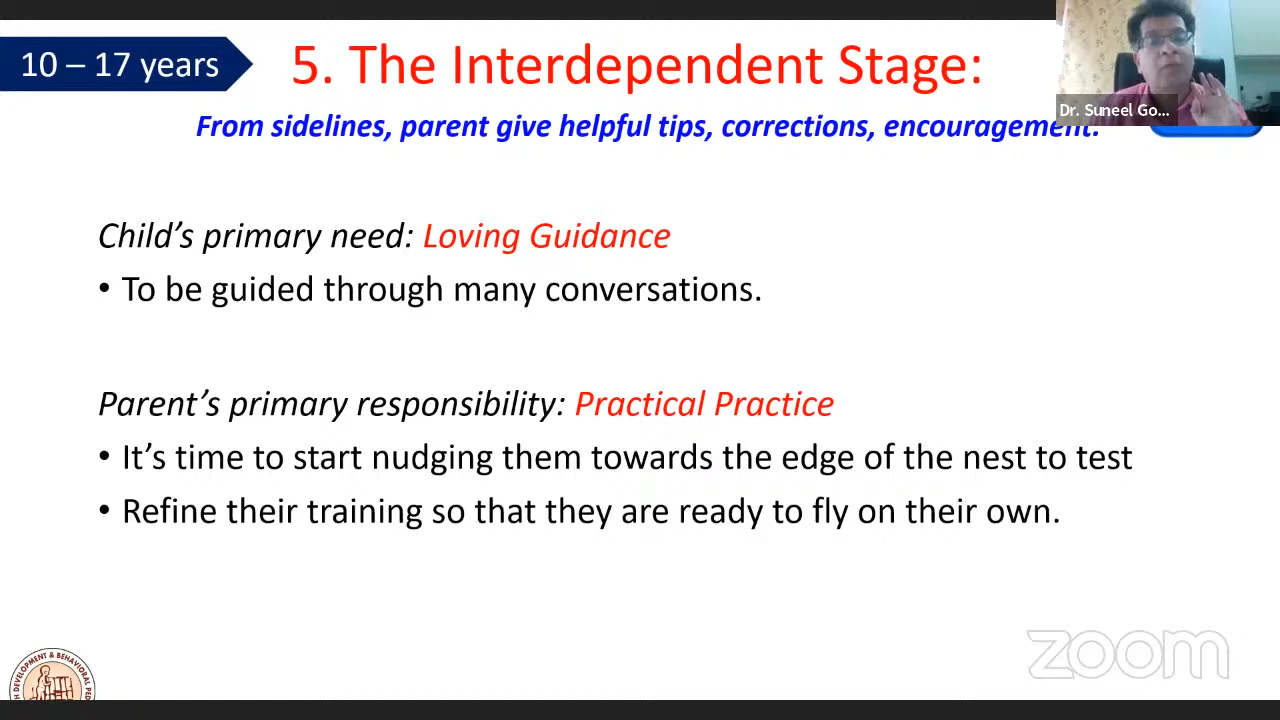 10 – 17 years
5. The Interdependent Stage:
From sidelines, parent give helpful tips, corrections, encouragement.
Dr. Suneel Go...
Child’s primary need: Loving Guidance
• To be guided through many conversations.
Parent’s primary responsibility: Practical Practice
• It’s time to start nudging them towards the edge of the nest to test
• Refine their training so that they are ready to fly on their own.
zoom
DEVELOPMENT & BEHAVIORAL